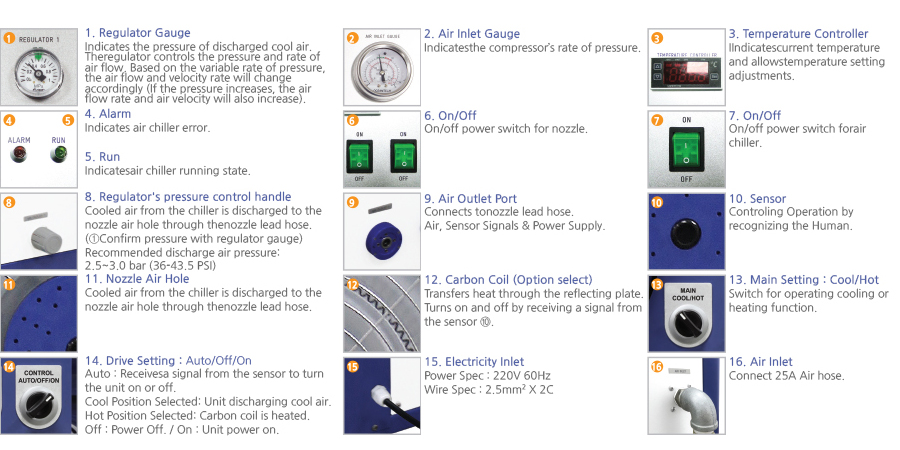 1
REGULATOR 1
1. Regulator Gauge
Indicates the pressure of discharged cool air.
Theregulator controls the pressure and rate of
air flow. Based on the variable rate of pressure,
the air flow and velocity rate will change
accordingly (If the pressure increases, the air
flow rate and air velocity will also increase).
2
AIR INLET GAUGE
2. Air Inlet Gauge
Indicatesthe compressor's rate of pressure.
3
TEMPERATURE CONTROLLER
3. Temperature Controller
IIndicatescurrent temperature
and allowstemperature setting
adjustments.
4
5
ALARM
RUN
4. Alarm
Indicates air chiller error.
5. Run
Indicatesair chiller running state.
6
ON
ON
OFF
OFF
6. On/Off
On/off power switch for nozzle.
7
ON
OFF
7. On/Off
On/off power switch forair
chiller.
8
8. Regulator's pressure control handle
Cooled air from the chiller is discharged to the
nozzle air hole through thenozzle lead hose.
(①Confirm pressure with regulator gauge)
Recommended discharge air pressure:
2.5~3.0 bar (36-43.5 PSI)
9
9. Air Outlet Port
Connects tonozzle lead hose.
Air, Sensor Signals & Power Supply.
10
10. Sensor
Controling Operation by
recognizing the Human.
11
11. Nozzle Air Hole
Cooled air from the chiller is discharged to the
nozzle air hole through thenozzle lead hose.
12
12. Carbon Coil (Option select)
Transfers heat through the reflecting plate.
Turns on and off by receiving a signal from
the sensor ⑩.
13
MAIN
COOL/HOT
13. Main Setting : Cool/Hot
Switch for operating cooling or
heating function.
14
CONTROL
AUTO/OFF/ON
14. Drive Setting : Auto/Off/On
Auto : Receivesa signal from the sensor to turn
the unit on or off.
Cool Position Selected: Unit discharging cool air.
Hot Position Selected: Carbon coil is heated.
Off : Power Off. / On : Unit power on.
15
15. Electricity Inlet
Power Spec : 220V 60Hz
Wire Spec : 2.5mm² X 2C
16
16. Air Inlet
Connect 25A Air hose.